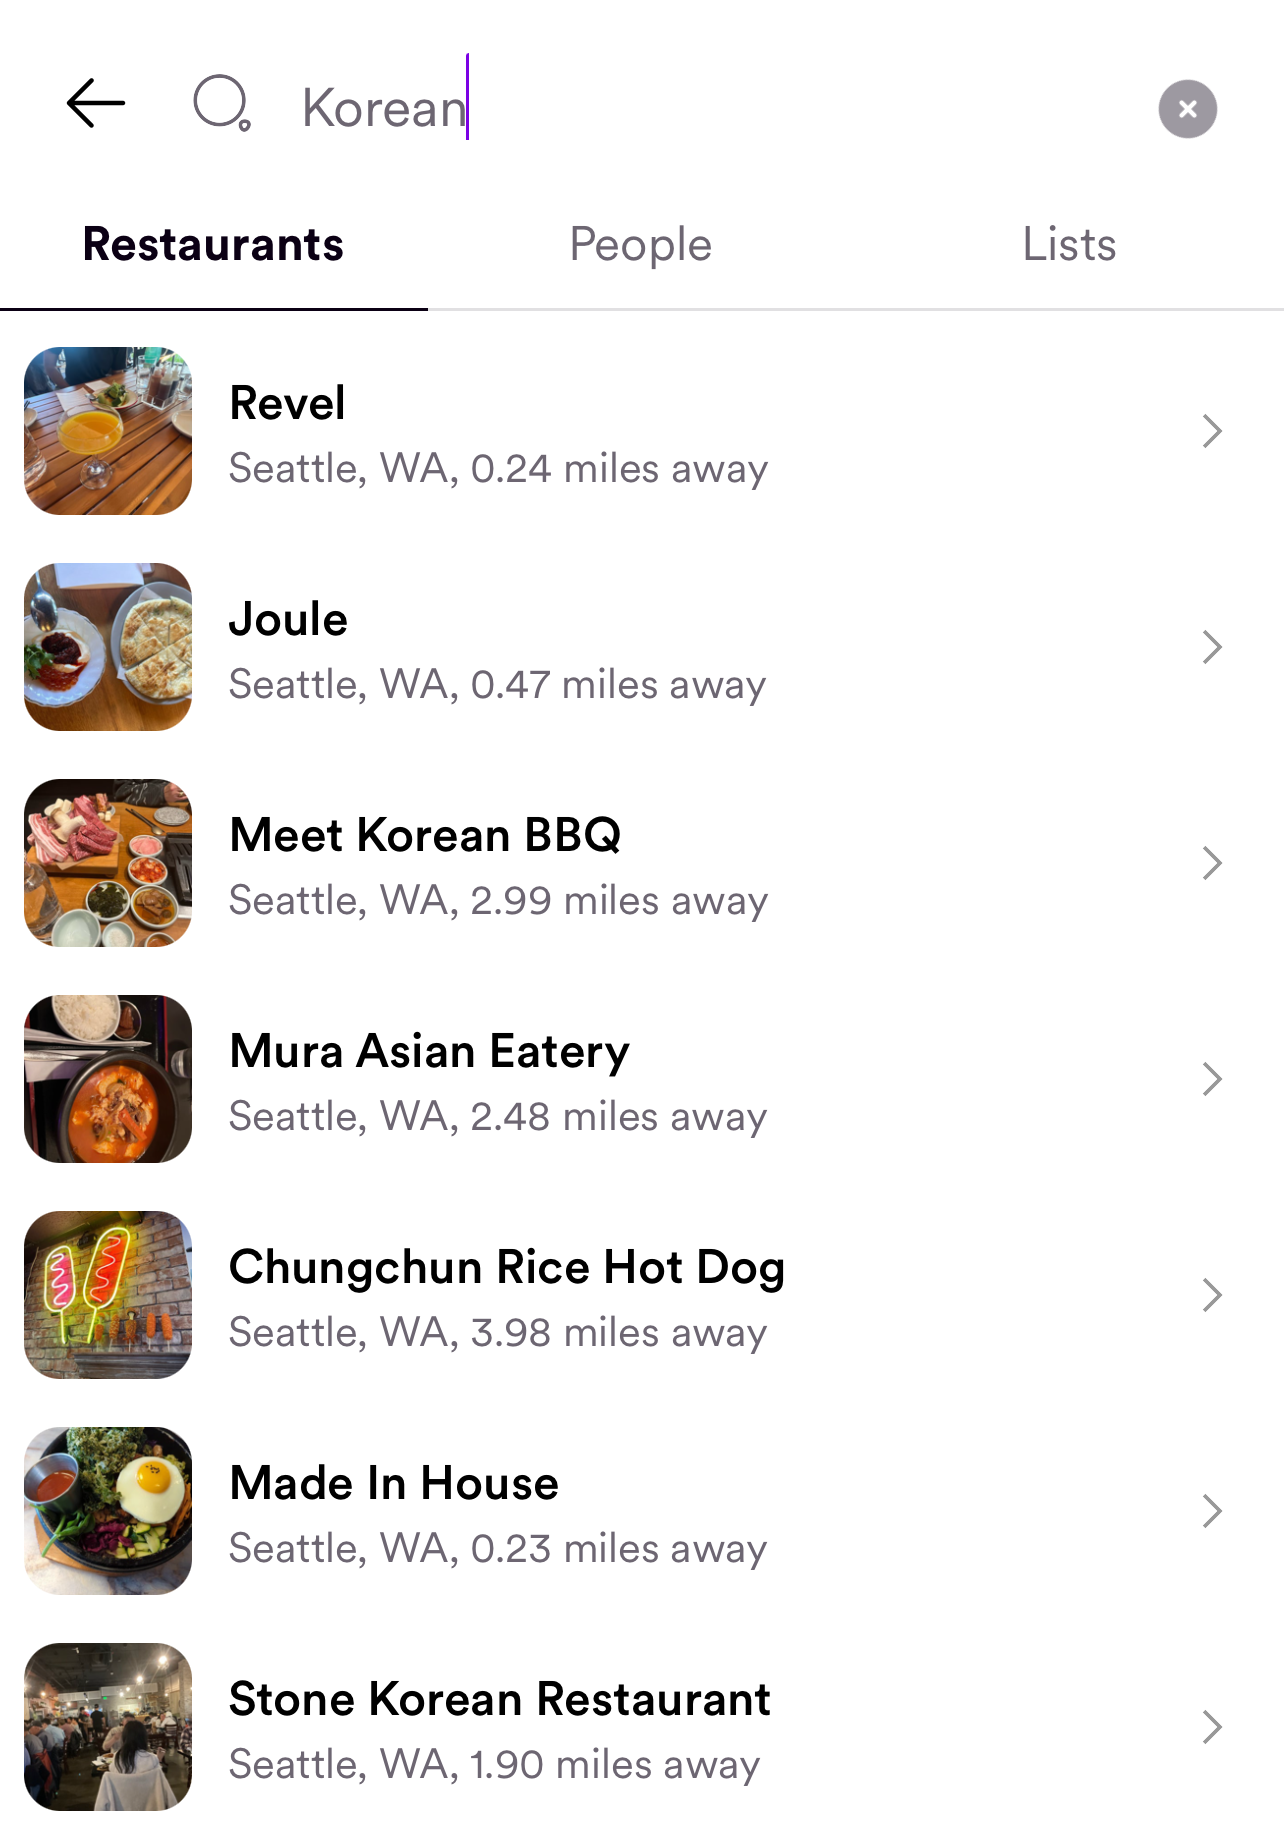 Korean
Restaurants People Lists
Revel
Seattle, WA, 0.24 miles away
Joule
Seattle, WA, 0.47 miles away
Meet Korean BBQ
Seattle, WA, 2.99 miles away
Mura Asian Eatery
Seattle, WA, 2.48 miles away
Chungchun Rice Hot Dog
Seattle, WA, 3.98 miles away
Made In House
Seattle, WA, 0.23 miles away
Stone Korean Restaurant
Seattle, WA, 1.90 miles away